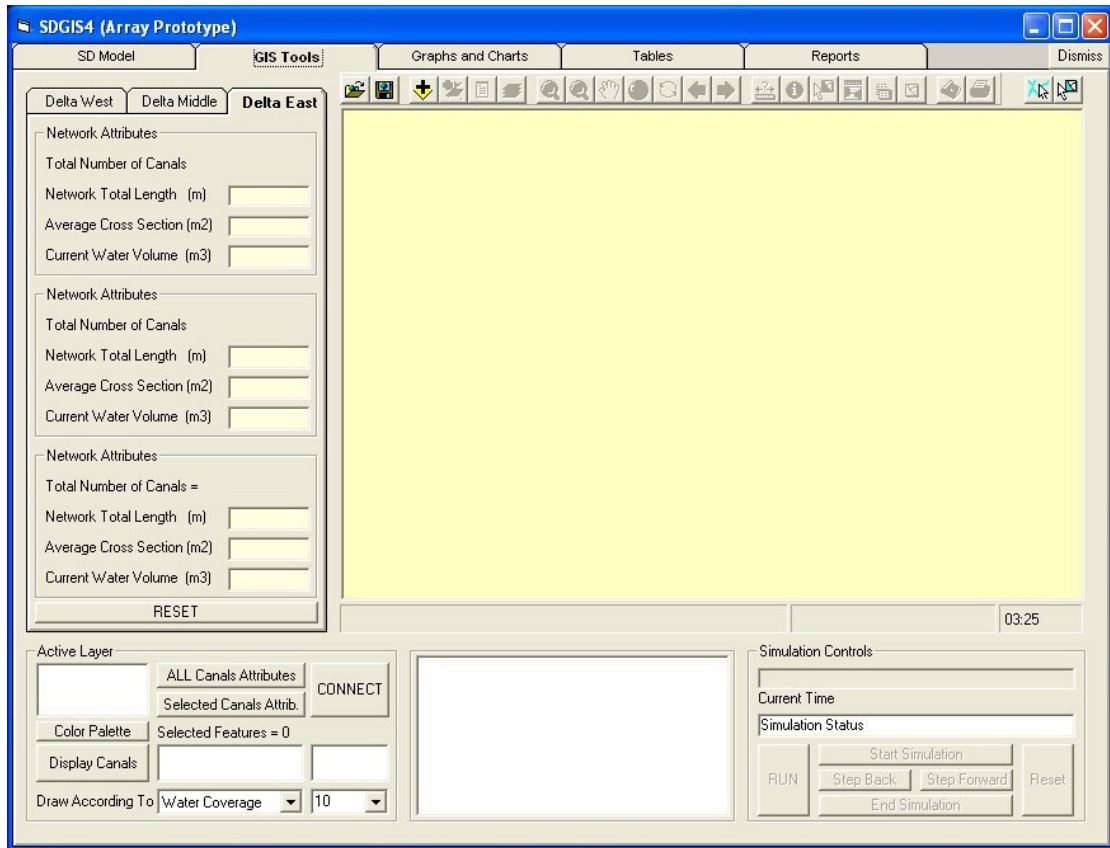 SDGIS4 (Array Prototype)
SD Model
GIS Tools
Graphs and Charts
Tables
Reports
Dismiss
Delta West
Delta Middle
Delta East
Network Attributes
Total Number of Canals
Network Total Length (m)
Average Cross Section (m2)
Current Water Volume (m3)
Network Attributes
Total Number of Canals
Network Total Length (m)
Average Cross Section (m2)
Current Water Volume (m3)
Network Attributes
Total Number of Canals =
Network Total Length (m)
Average Cross Section (m2)
Current Water Volume (m3)
RESET
03:25
Active Layer
ALL Canals Attributes
Selected Canals Attrib.
CONNECT
Color Palette
Selected Features = 0
Display Canals
Draw According To
Water Coverage
10
Simulation Controls
Current Time
Simulation Status
RUN
Start Simulation
Step Back
Step Forward
End Simulation
Reset